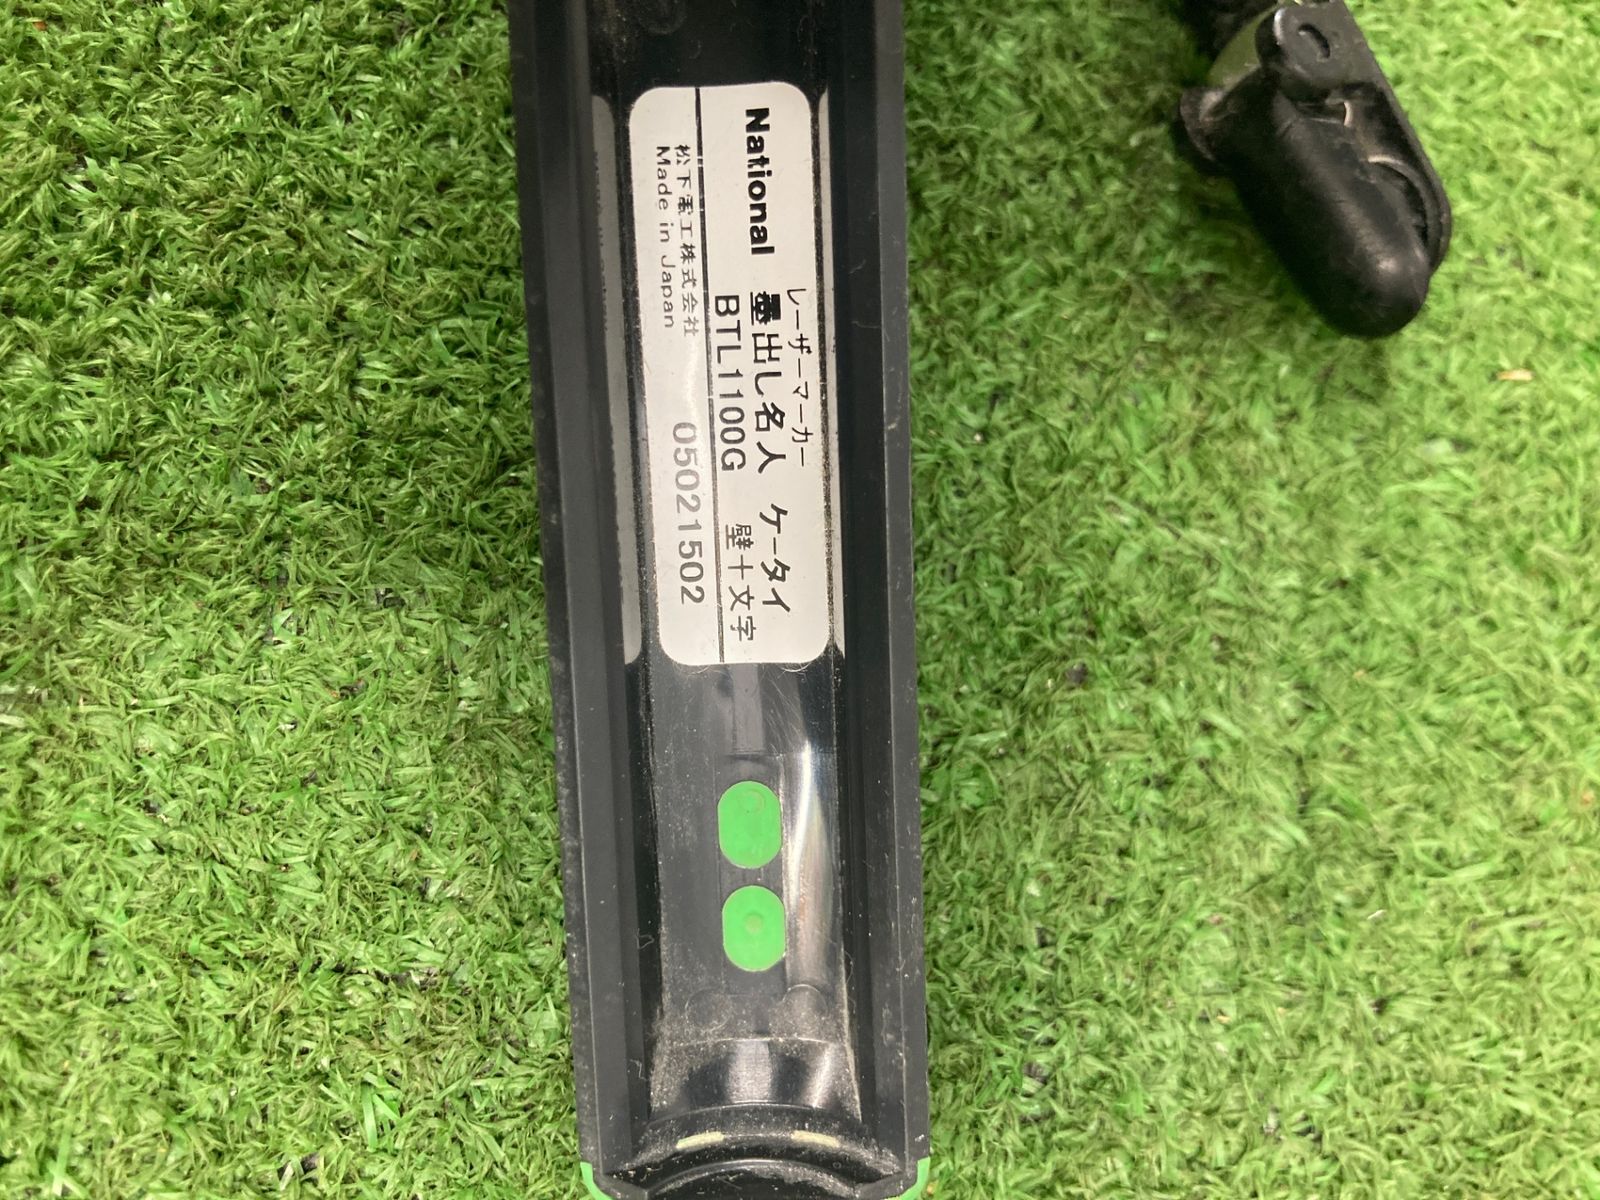 レーザーマーカー
National 墨出し名人 ケータイ
BTL1100G 壁十文字
松下電工株式会社 05021502
Made in Japan